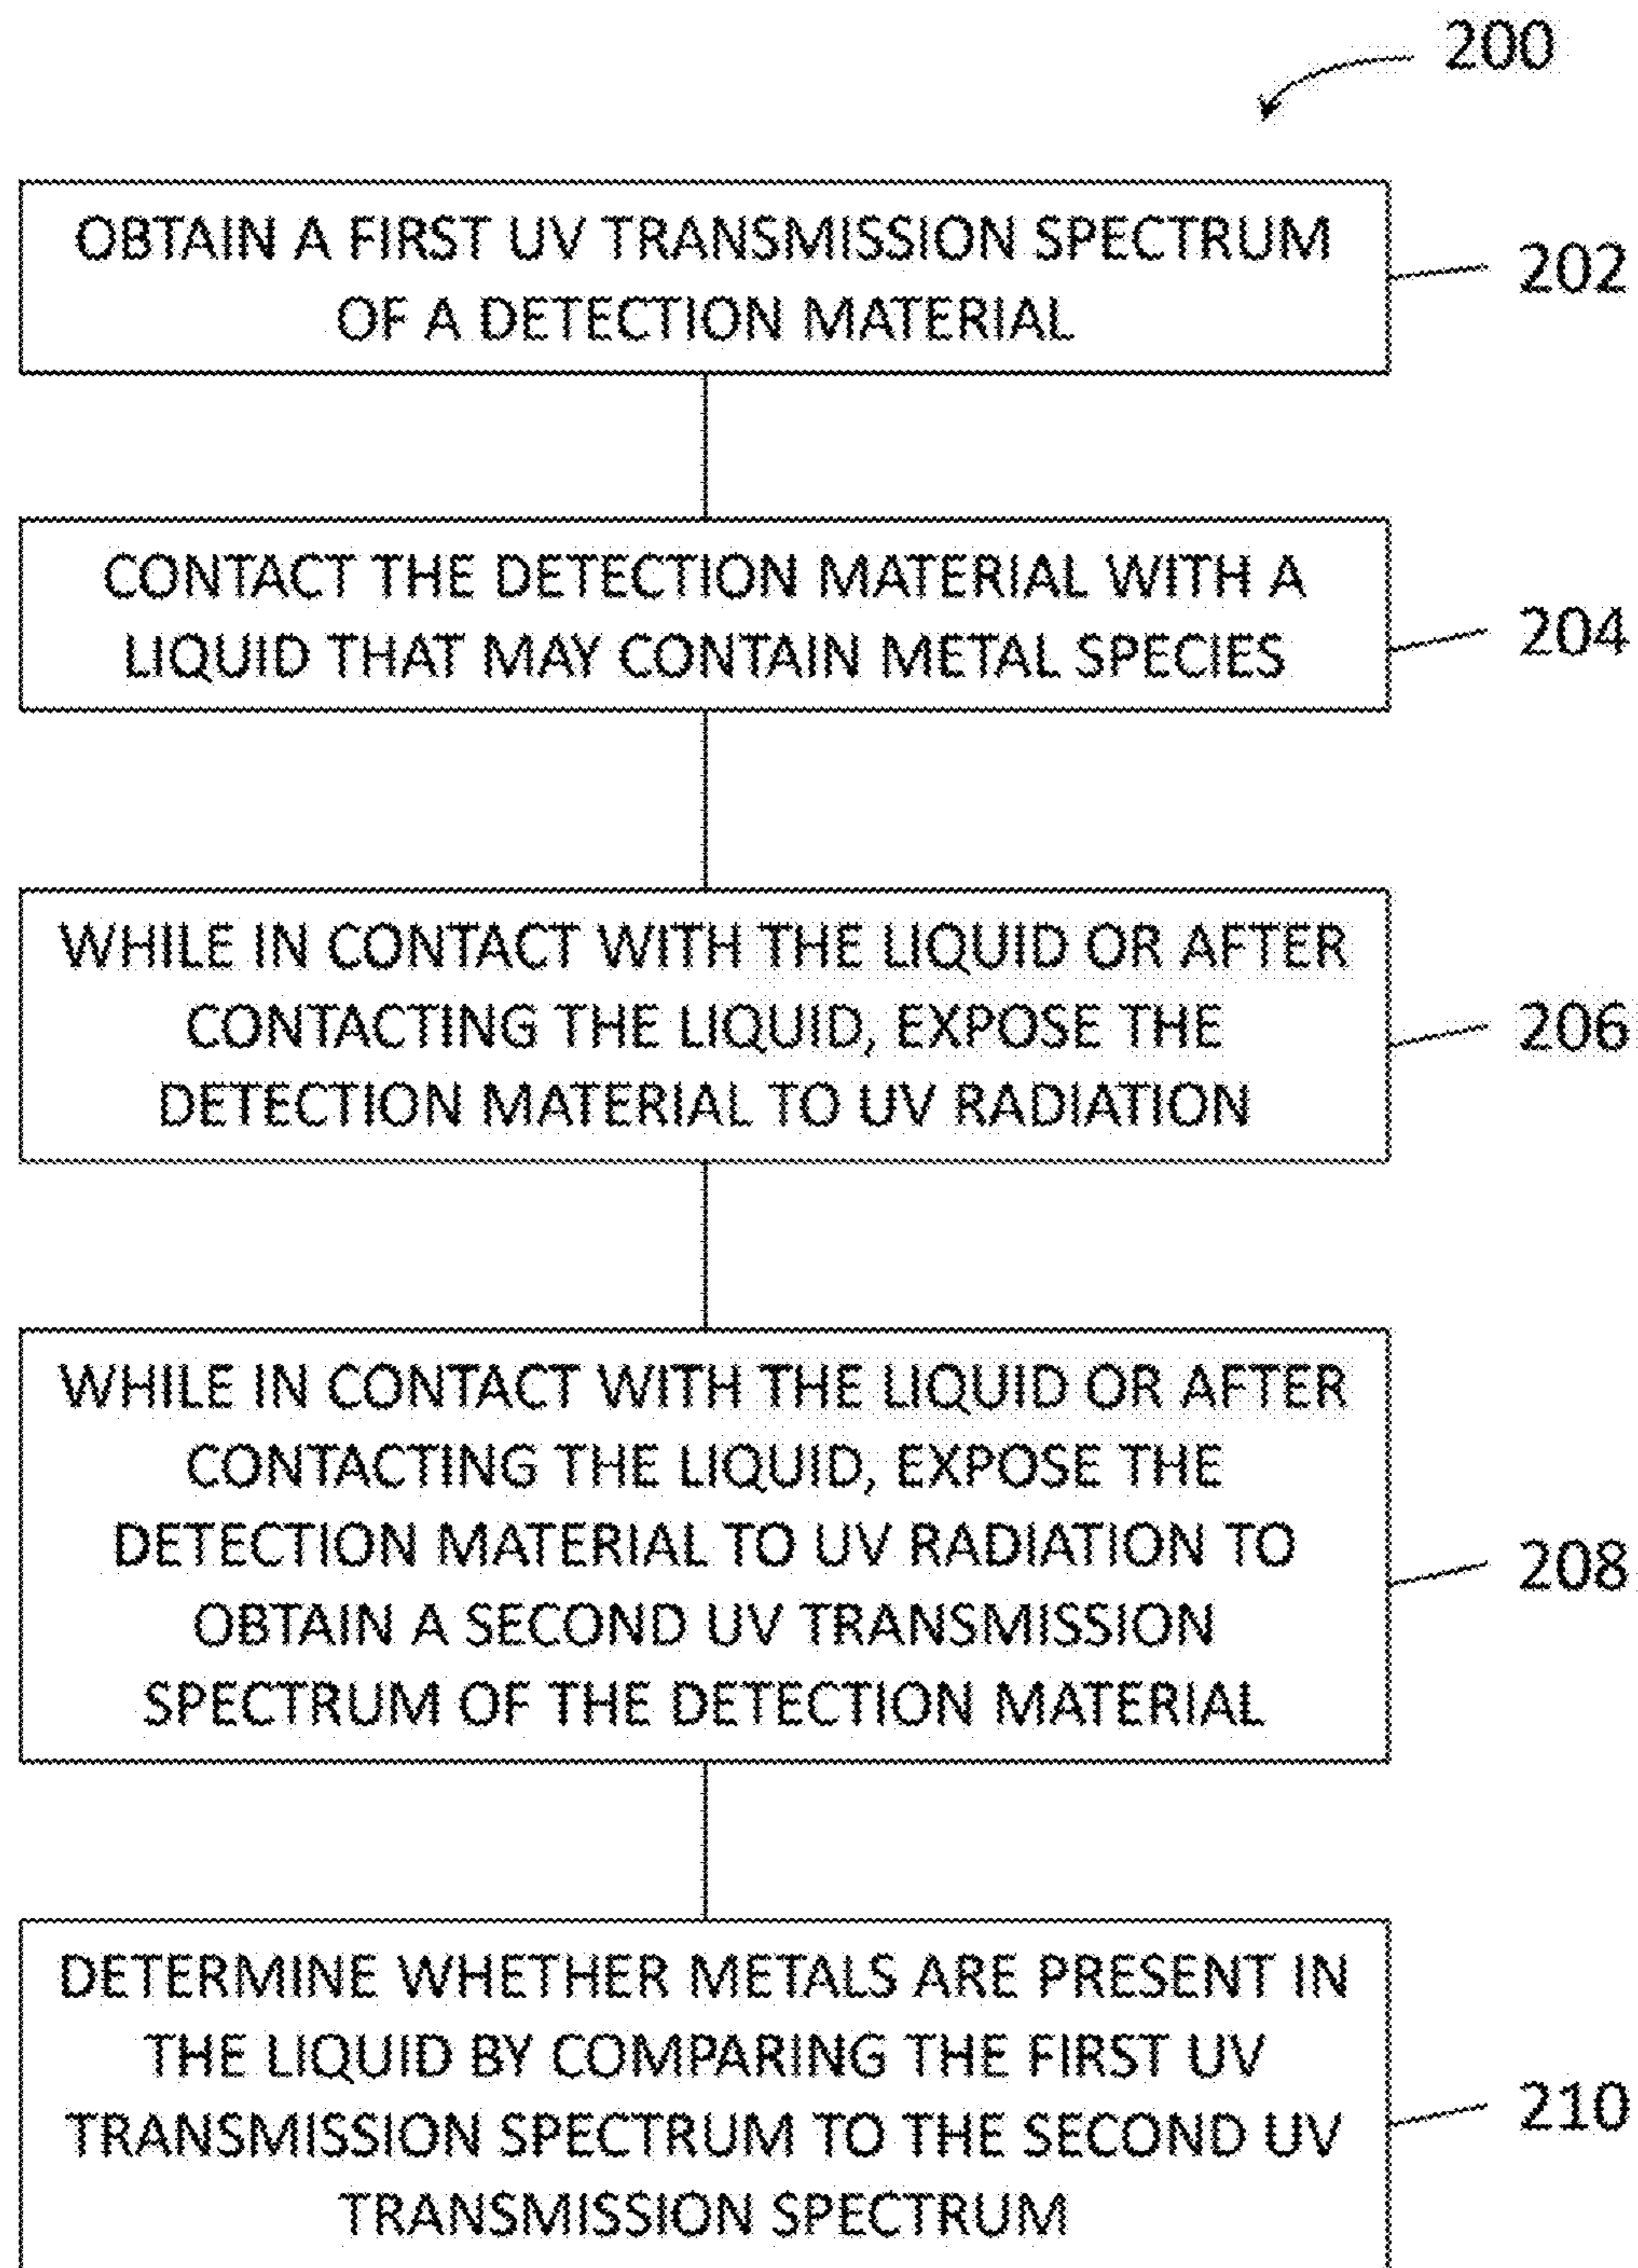 200
OBTAIN A FIRST UV TRANSMISSION SPECTRUM
OF A DETECTION MATERIAL
202
CONTACT THE DETECTION MATERIAL WITH A
LIQUID THAT MAY CONTAIN METAL SPECIES
204
WHILE IN CONTACT WITH THE LIQUID OR AFTER
CONTACTING THE LIQUID, EXPOSE THE
DETECTION MATERIAL TO UV RADIATION
206
WHILE IN CONTACT WITH THE LIQUID OR AFTER
CONTACTING THE LIQUID, EXPOSE THE
DETECTION MATERIAL TO UV RADIATION TO
OBTAIN A SECOND UV TRANSMISSION
SPECTRUM OF THE DETECTION MATERIAL
208
DETERMINE WHETHER METALS ARE PRESENT IN
THE LIQUID BY COMPARING THE FIRST UV
TRANSMISSION SPECTRUM TO THE SECOND UV
TRANSMISSION SPECTRUM
210